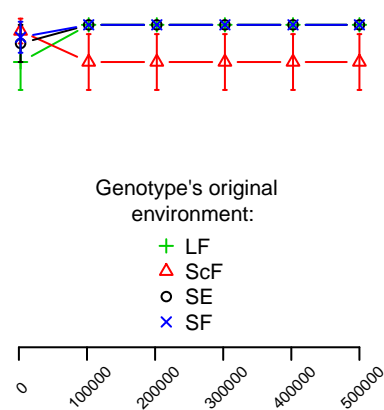 Genotype's original
environment:
LF
ScF
SE
SF
0
100000
200000
300000
400000
500000